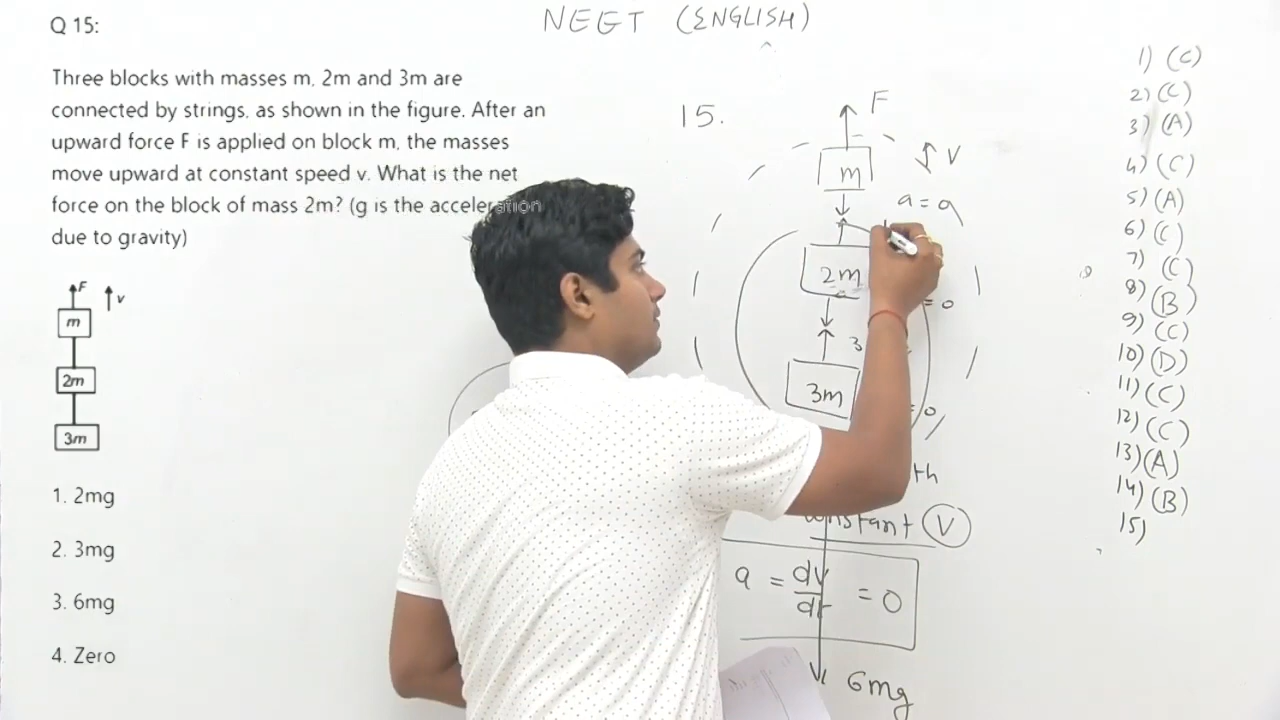 Q 15:
NEET (ENGLISH)
Three blocks with masses m, 2m and 3m are
connected by strings, as shown in the figure. After an
upward force F is applied on block m, the masses
move upward at constant speed v. What is the net
force on the block of mass 2m? (g is the acceleration
due to gravity)
F
v
m
2m
3m
1. 2mg
2. 3mg
3. 6mg
4. Zero
15.
F
m
V
a = a
2m
= 0
3
3m
= 0
th
constant V
a = dv/dt = 0
6mg
1) (C)
2) (C)
3) (A)
4) (C)
5) (A)
6) (C)
7) (C)
8) (B)
9) (C)
10) (D)
11) (C)
12) (C)
13) (A)
14) (B)
15)